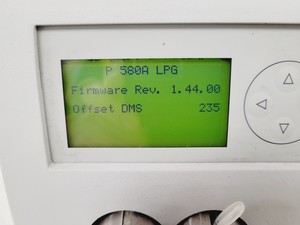 P 580A LPG
Firmware Rev. 1.44.00
Offset DMS 235